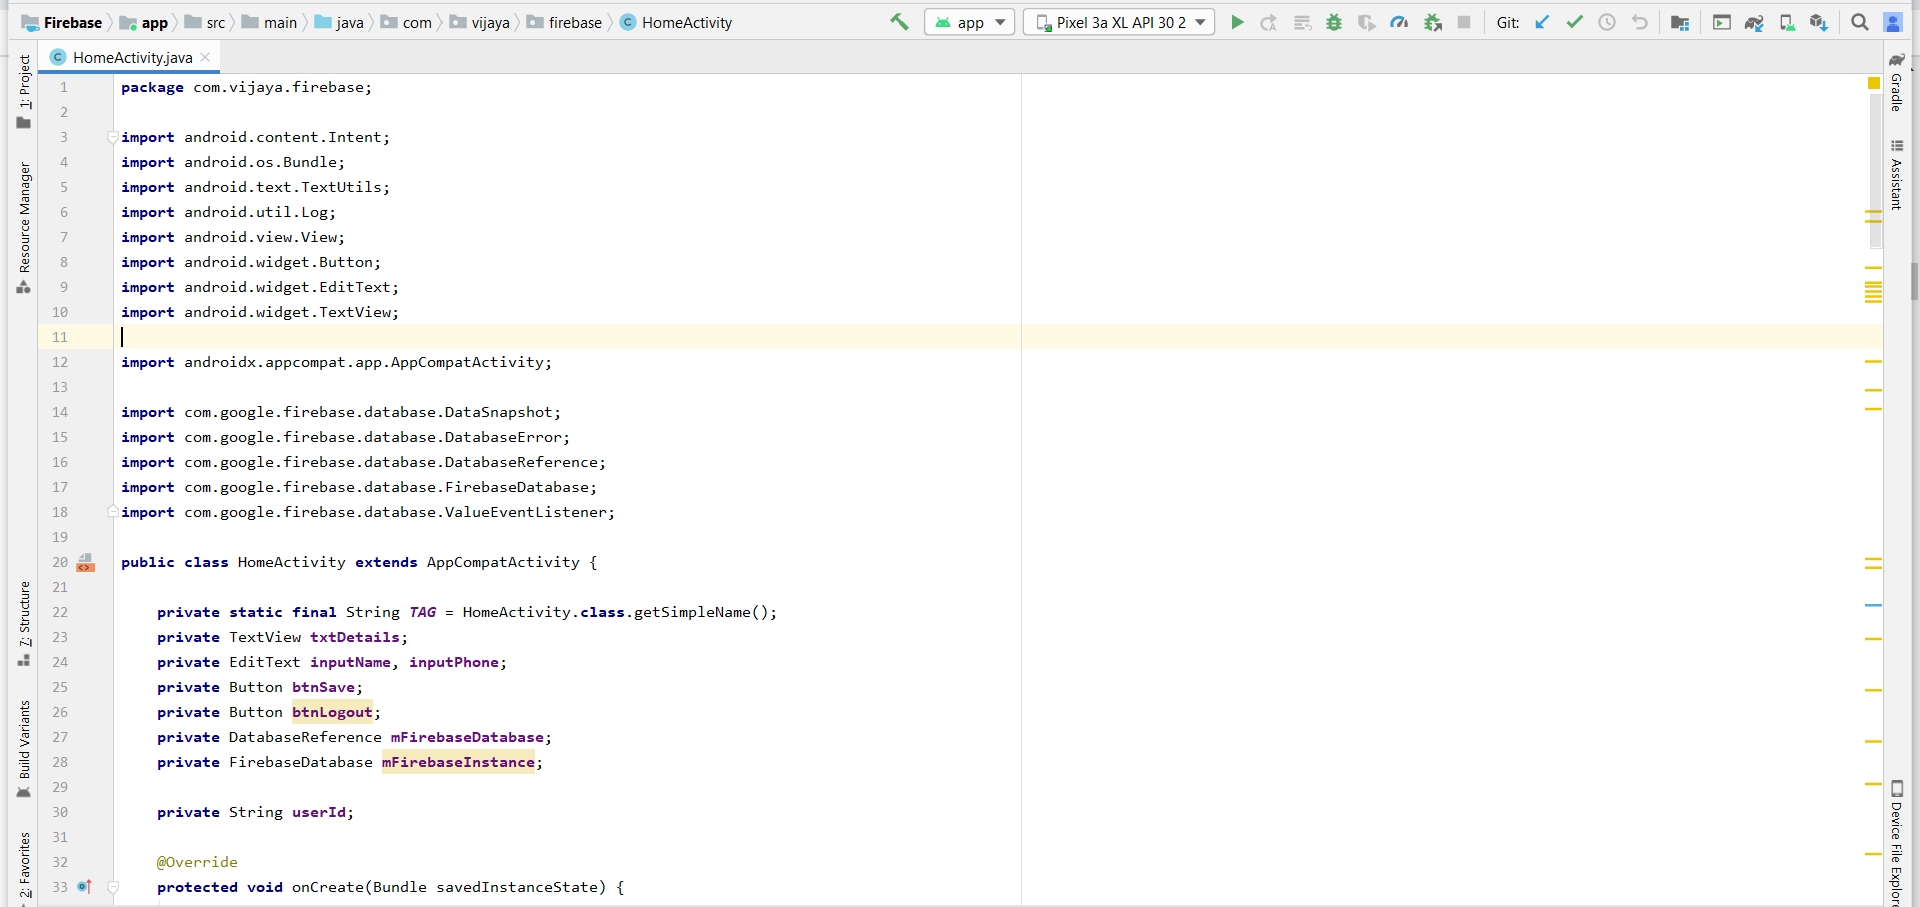 Firebase app src main java com vijaya firebase C HomeActivity app Pixel 3a XL API 30 2 Git:
C HomeActivity.java
1: Project
Resource Manager
7: Structure
Build Variants
2: Favorites
1 package com.vijaya.firebase;
2
3 import android.content.Intent;
4 import android.os.Bundle;
5 import android.text.TextUtils;
6 import android.util.Log;
7 import android.view.View;
8 import android.widget.Button;
9 import android.widget.EditText;
10 import android.widget.TextView;
11
12 import androidx.appcompat.app.AppCompatActivity;
13
14 import com.google.firebase.database.DataSnapshot;
15 import com.google.firebase.database.DatabaseError;
16 import com.google.firebase.database.DatabaseReference;
17 import com.google.firebase.database.FirebaseDatabase;
18 import com.google.firebase.database.ValueEventListener;
19
20 public class HomeActivity extends AppCompatActivity {
21
22 private static final String TAG = HomeActivity.class.getSimpleName();
23 private TextView txtDetails;
24 private EditText inputName, inputPhone;
25 private Button btnSave;
26 private Button btnLogout;
27 private DatabaseReference mFirebaseDatabase;
28 private FirebaseDatabase mFirebaseInstance;
29
30 private String userId;
31
32 @Override
33 protected void onCreate(Bundle savedInstanceState) {
Gradle
Assistant
Device File Explore